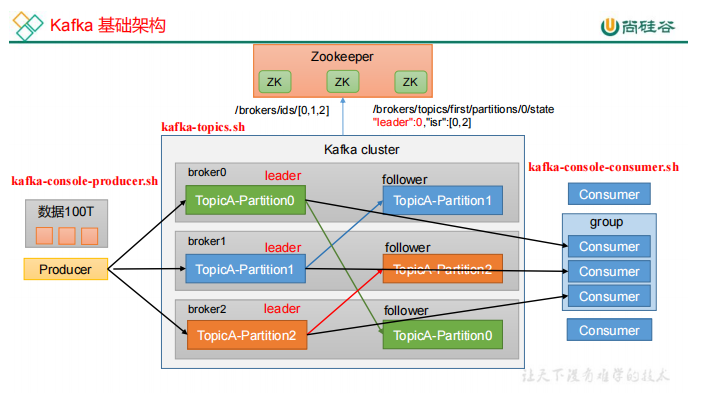 Kafka 基础架构
尚硅谷
Zookeeper
ZK
ZK
ZK
/brokers/ids/[0,1,2]
/brokers/topics/first/partitions/0/state
"leader":0,"isr":[0,2]
kafka-topics.sh
Kafka cluster
kafka-console-producer.sh
kafka-console-consumer.sh
broker0
leader
follower
TopicA-Partition0
TopicA-Partition1
数据100T
Producer
broker1
leader
follower
TopicA-Partition1
TopicA-Partition2
broker2
leader
follower
TopicA-Partition2
TopicA-Partition0
Consumer
group
Consumer
Consumer
Consumer
Consumer
让天下没有难学的技术